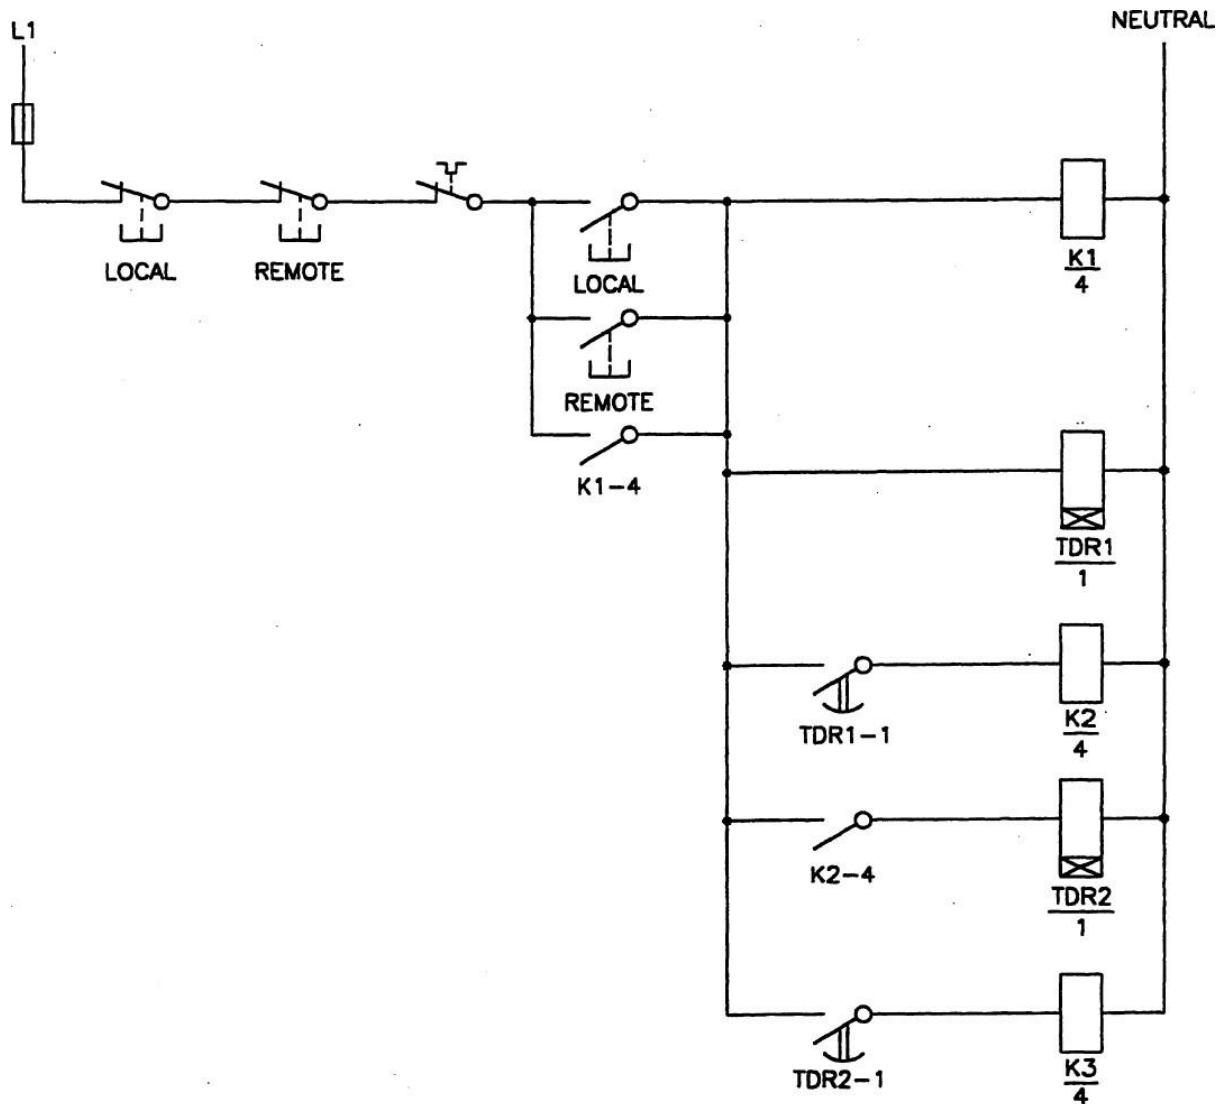 L1
NEUTRAL
LOCAL
REMOTE
LOCAL
K1
4
REMOTE
K1-4
TDR1
1
TDR1-1
K2
4
K2-4
TDR2
1
TDR2-1
K3
4